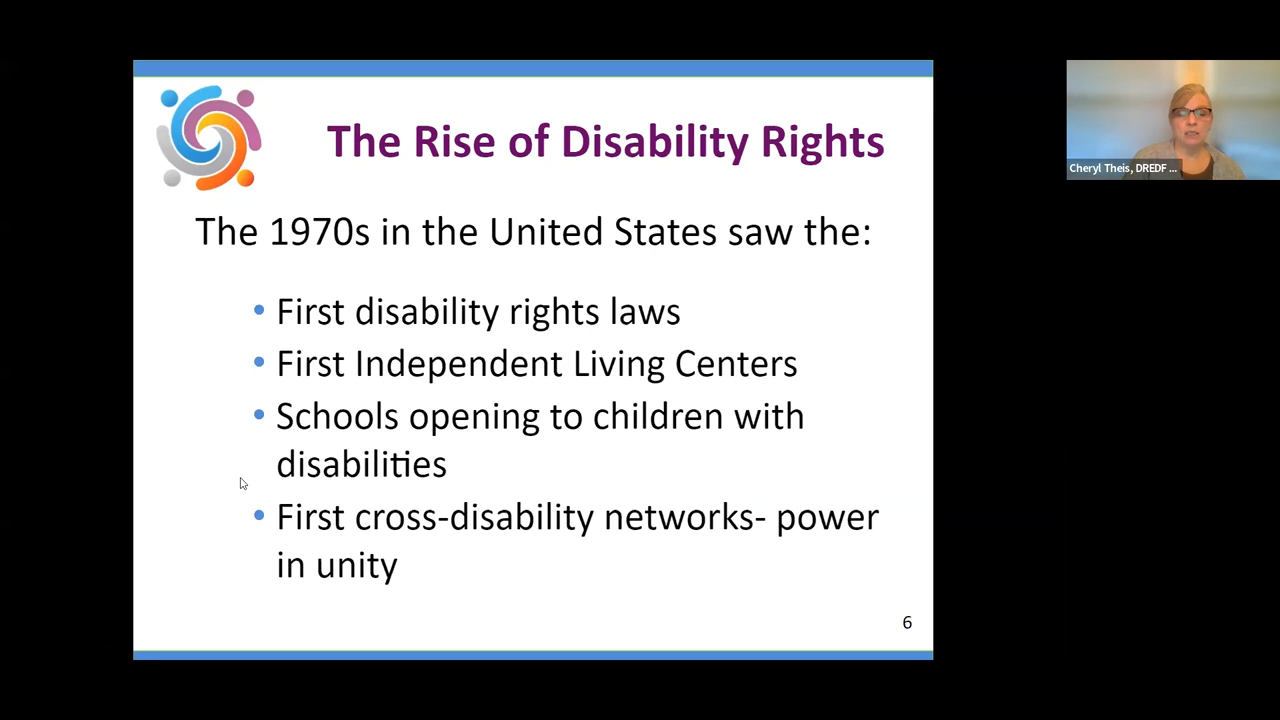 The Rise of Disability Rights
Cheryl Theis, DREDF ...
The 1970s in the United States saw the:
• First disability rights laws
• First Independent Living Centers
• Schools opening to children with
disabilities
• First cross-disability networks- power
in unity
6